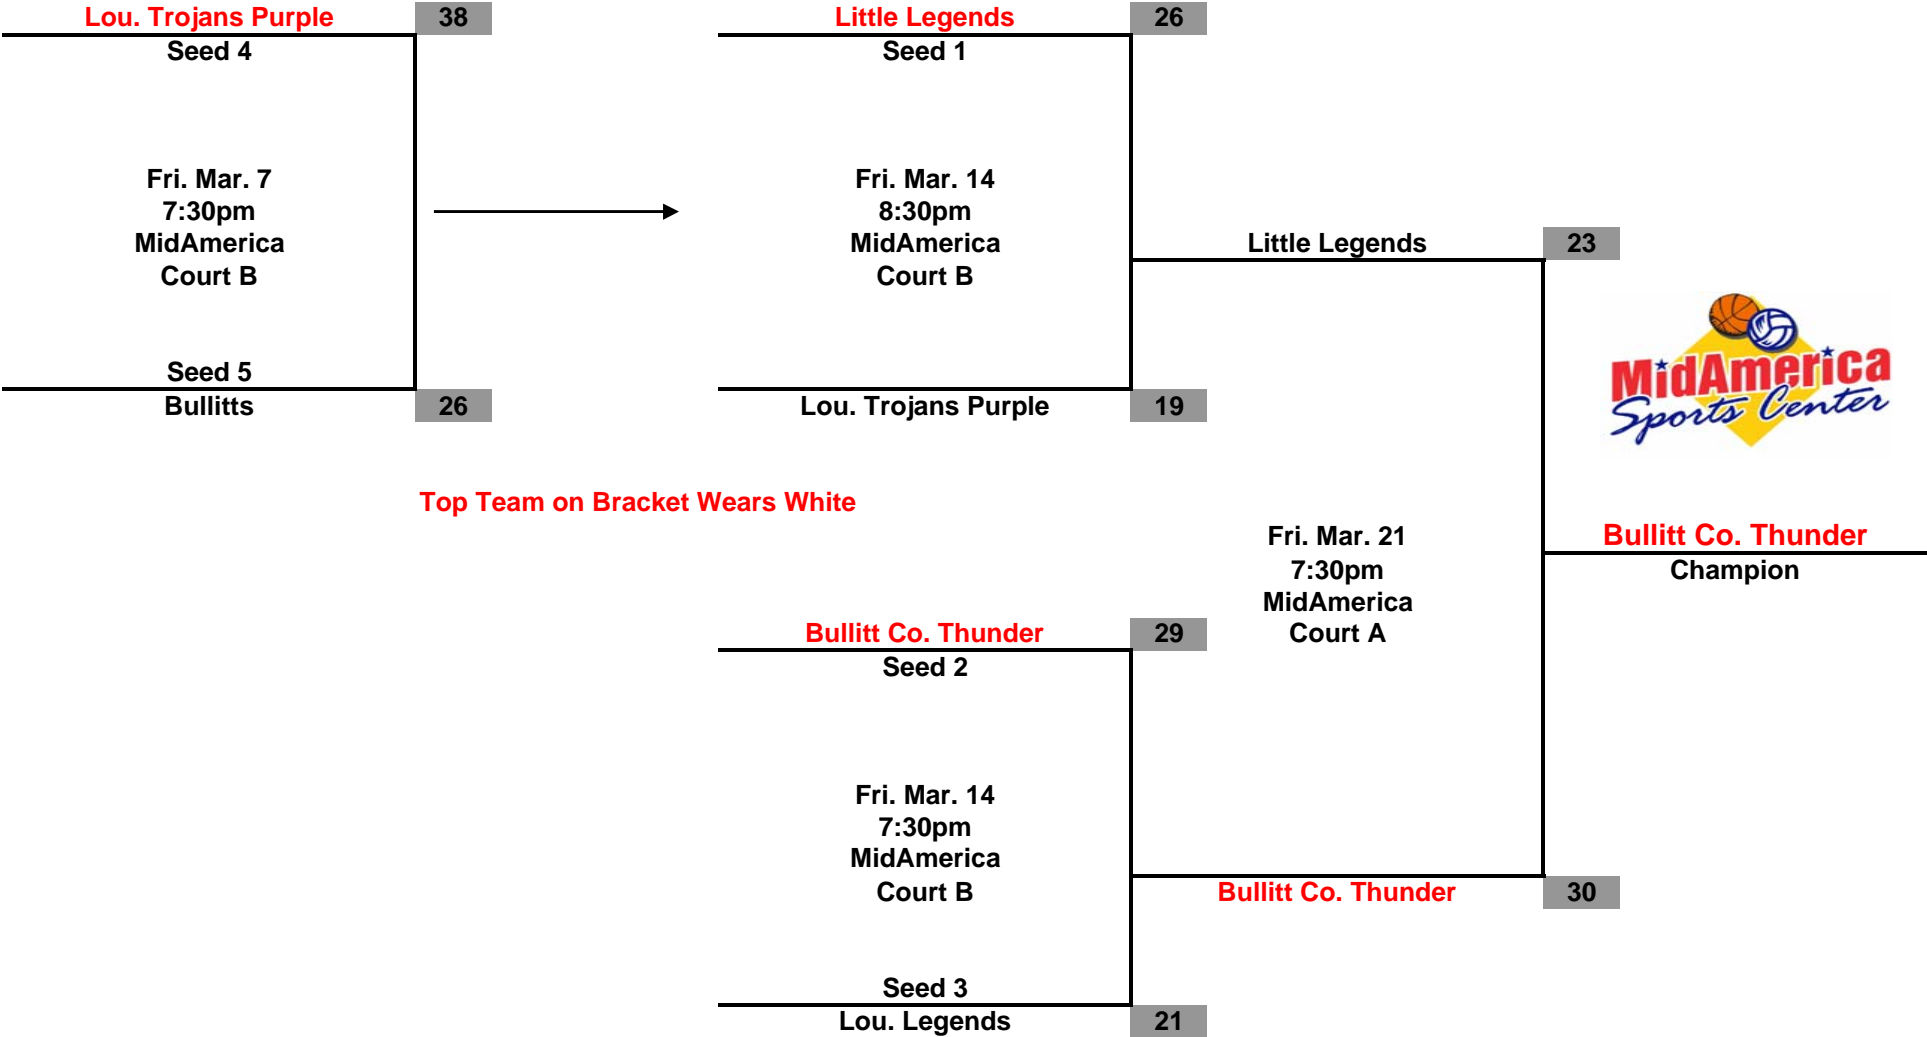 Lou. Trojans Purple 38
Seed 4
Fri. Mar. 7
7:30pm
MidAmerica
Court B
Seed 5
Bullitts 26
Little Legends 26
Seed 1
Fri. Mar. 14
8:30pm
MidAmerica
Court B
Lou. Trojans Purple 19
Top Team on Bracket Wears White
Bullitt Co. Thunder 29
Seed 2
Fri. Mar. 14
7:30pm
MidAmerica
Court B
Seed 3
Lou. Legends 21
Little Legends 23
Fri. Mar. 21
7:30pm
MidAmerica
Court A
Bullitt Co. Thunder 30
MidAmerica
Sports Center
Bullitt Co. Thunder
Champion